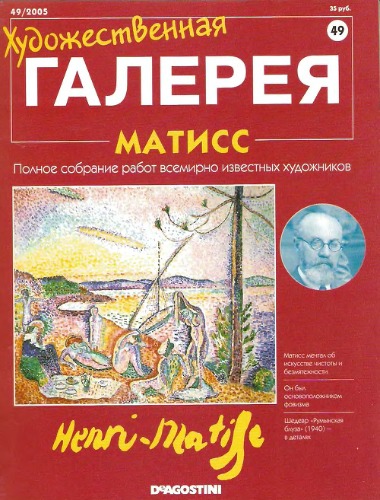 49/2005
35 руб.
Художественная
49
ГАЛЕРЕЯ
МАТИСС
Полное собрание работ всемирно известных художников
Матисс мечтал об
искусстве чистоты и
безмятежности
Он был
основоположником
фовизма
Шедевр «Румынская
блуза» (1940) —
в деталях
Henri-Matisse
DEAGOSTINI